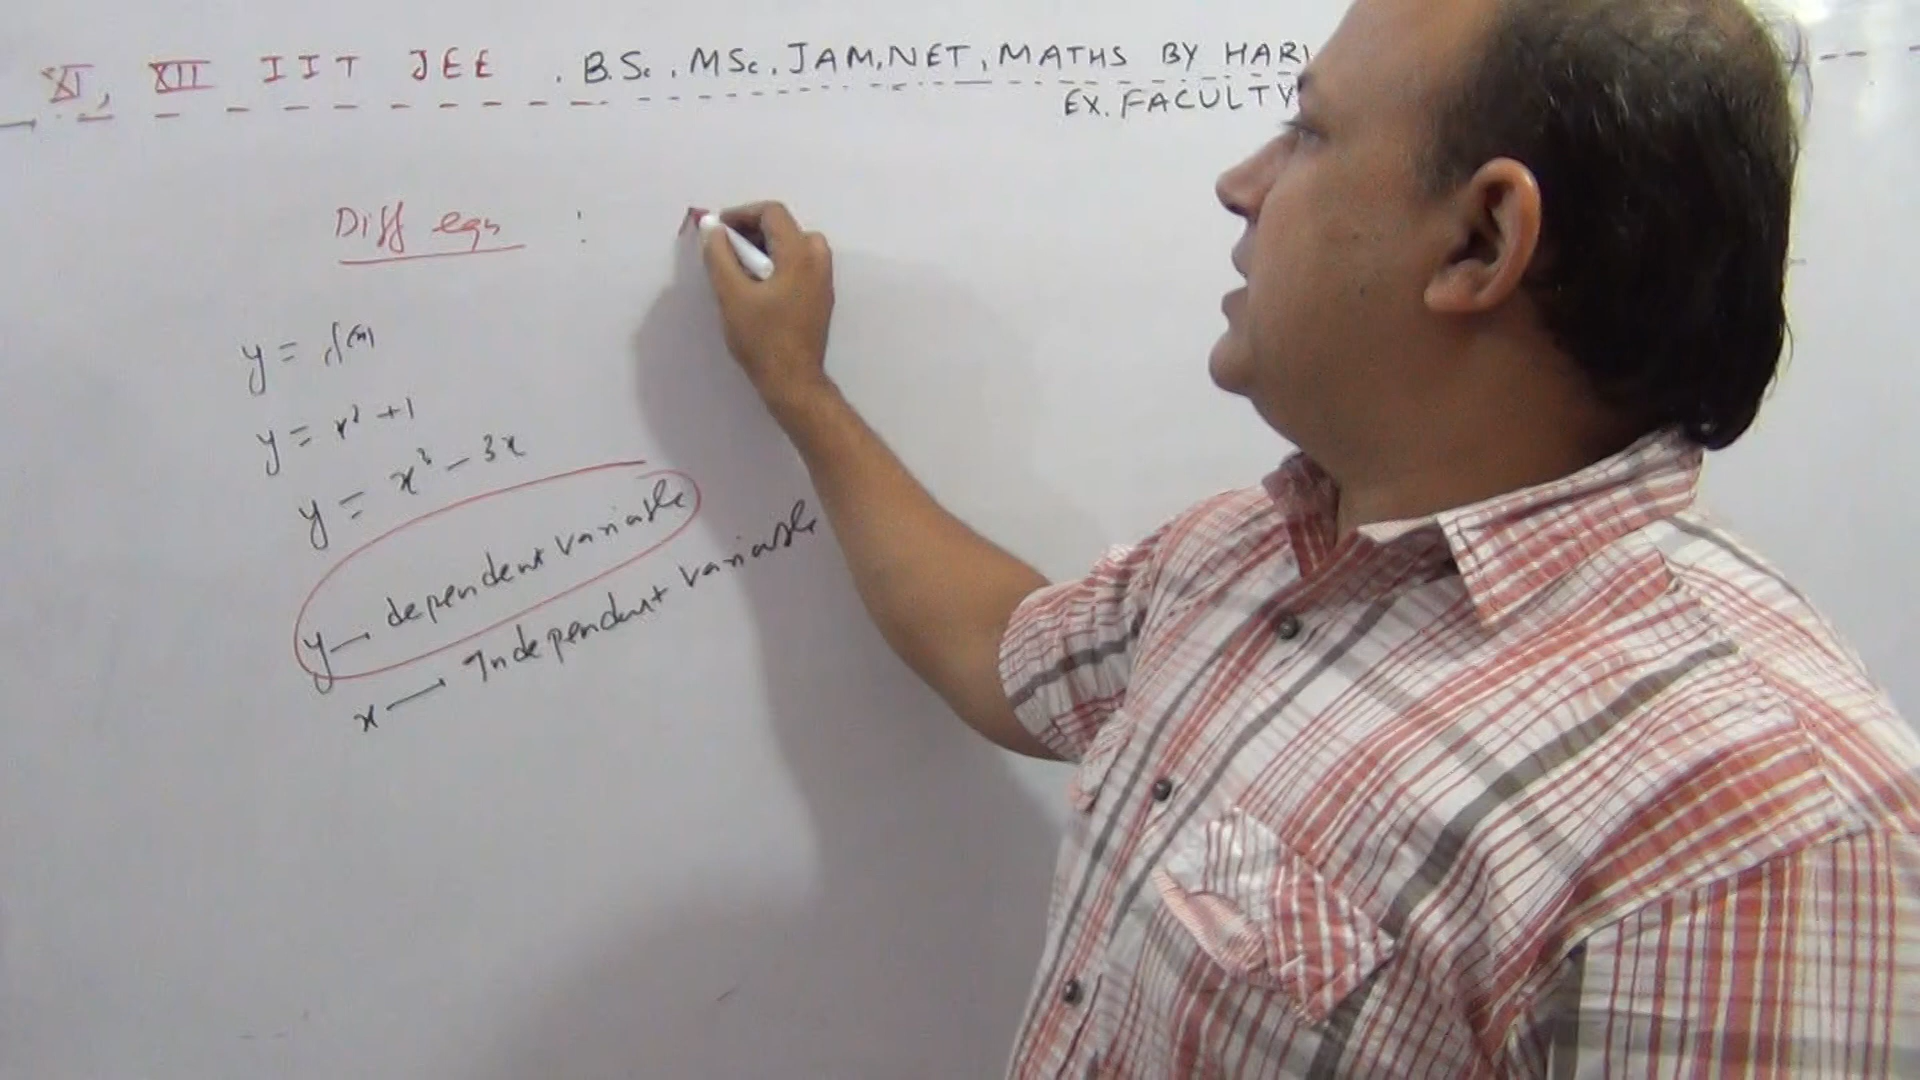 XI, XII IIT JEE . B.Sc, MSc, JAM, NET, MATHS BY HARI
EX. FACULTY
Diff eqn :
y = f(x)
y = x² + 1
y = x³ - 3x
y — dependent variable
x — Independent variable